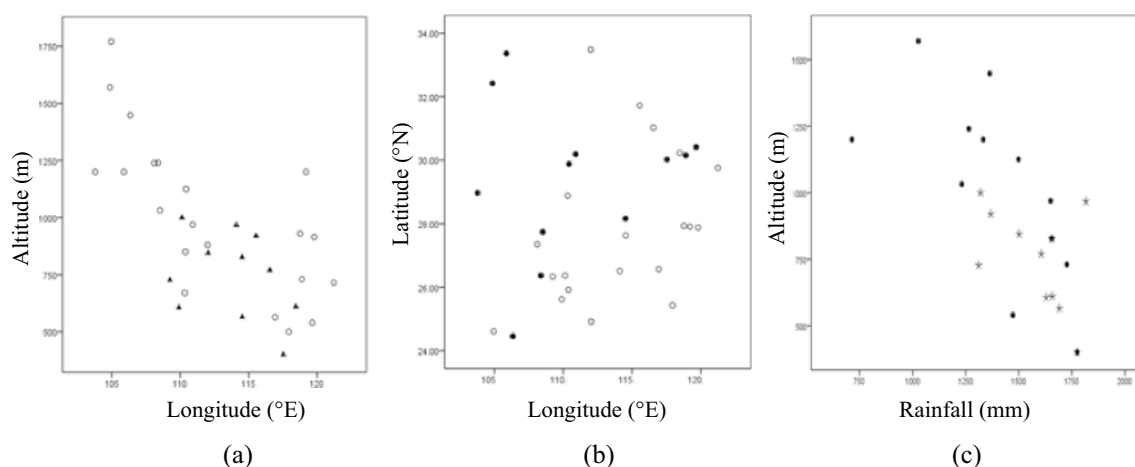 Altitude (m)
1750
1500
1250
1000
750
500
105 110 115 120
Longitude (°E)
(a)
Latitude (°N)
34.00
32.00
30.00
28.00
26.00
24.00
105 110 115 120
Longitude (°E)
(b)
Altitude (m)
1500
1250
1000
750
500
750 1000 1250 1500 1750 2000
Rainfall (mm)
(c)